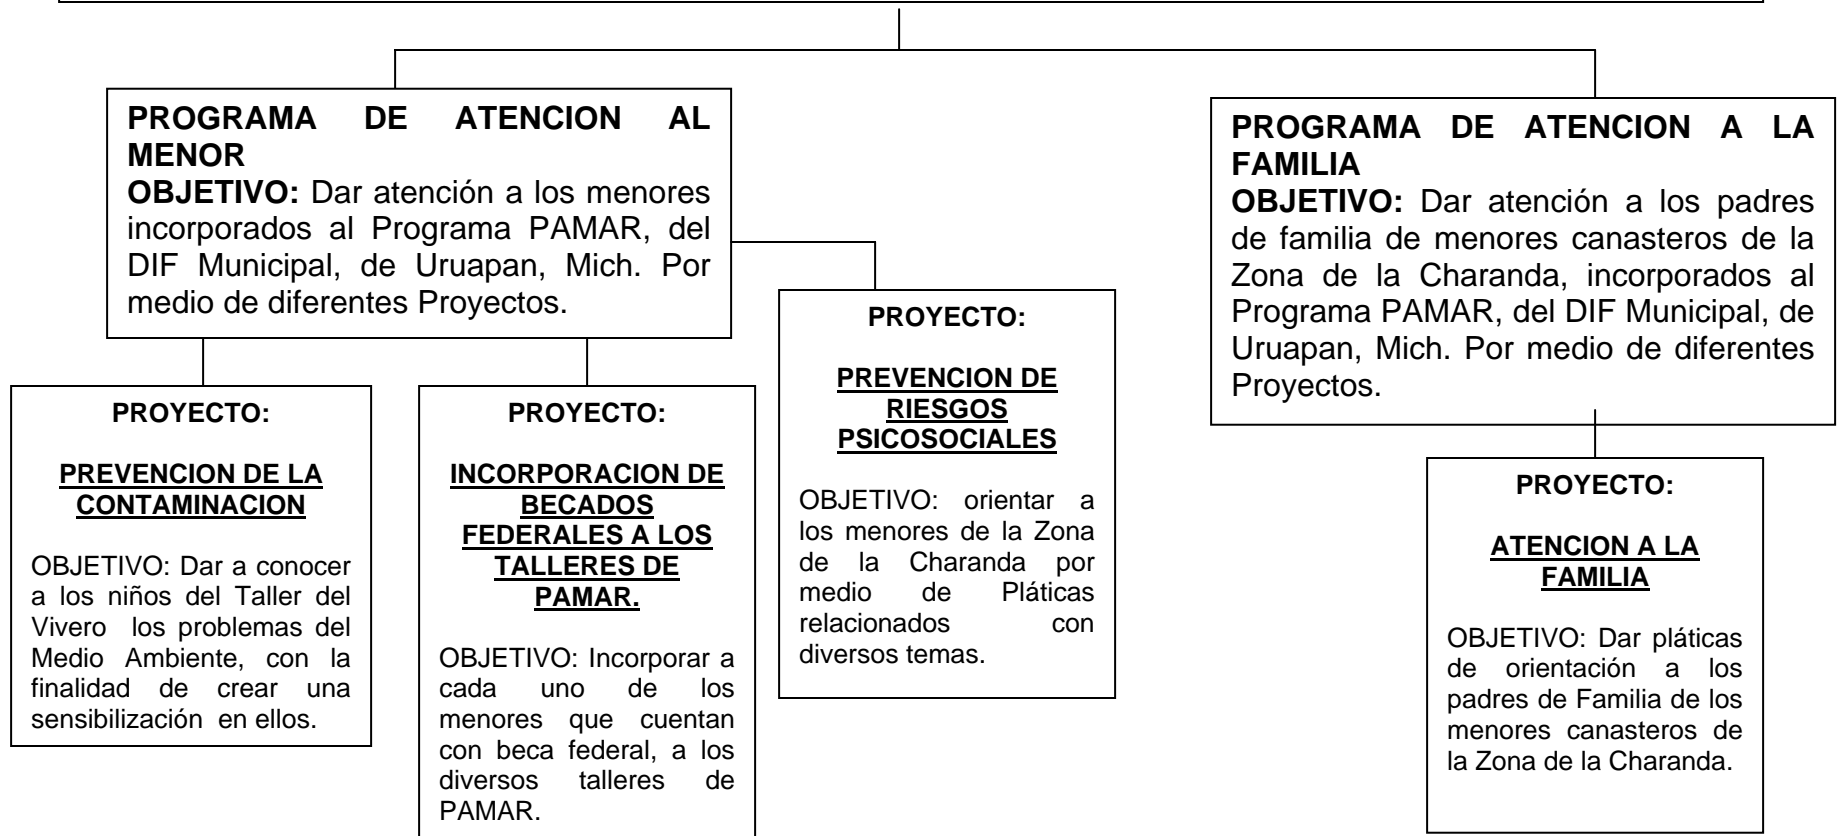 PROGRAMA DE ATENCION AL
MENOR
OBJETIVO: Dar atención a los menores
incorporados al Programa PAMAR, del
DIF Municipal, de Uruapan, Mich. Por
medio de diferentes Proyectos.
PROGRAMA DE ATENCION A LA
FAMILIA
OBJETIVO: Dar atención a los padres
de familia de menores canasteros de la
Zona de la Charanda, incorporados al
Programa PAMAR, del DIF Municipal, de
Uruapan, Mich. Por medio de diferentes
Proyectos.
PROYECTO:
PREVENCION DE LA
CONTAMINACION
OBJETIVO: Dar a conocer
a los niños del Taller del
Vivero los problemas del
Medio Ambiente, con la
finalidad de crear una
sensibilización en ellos.
PROYECTO:
INCORPORACION DE
BECADOS
FEDERALES A LOS
TALLERES DE
PAMAR.
OBJETIVO: Incorporar a
cada uno de los
menores que cuentan
con beca federal, a los
diversos talleres de
PAMAR.
PROYECTO:
PREVENCION DE
RIESGOS
PSICOSOCIALES
OBJETIVO: orientar a
los menores de la Zona
de la Charanda por
medio de Pláticas
relacionados con
diversos temas.
PROYECTO:
ATENCION A LA
FAMILIA
OBJETIVO: Dar pláticas
de orientación a los
padres de Familia de los
menores canasteros de
la Zona de la Charanda.